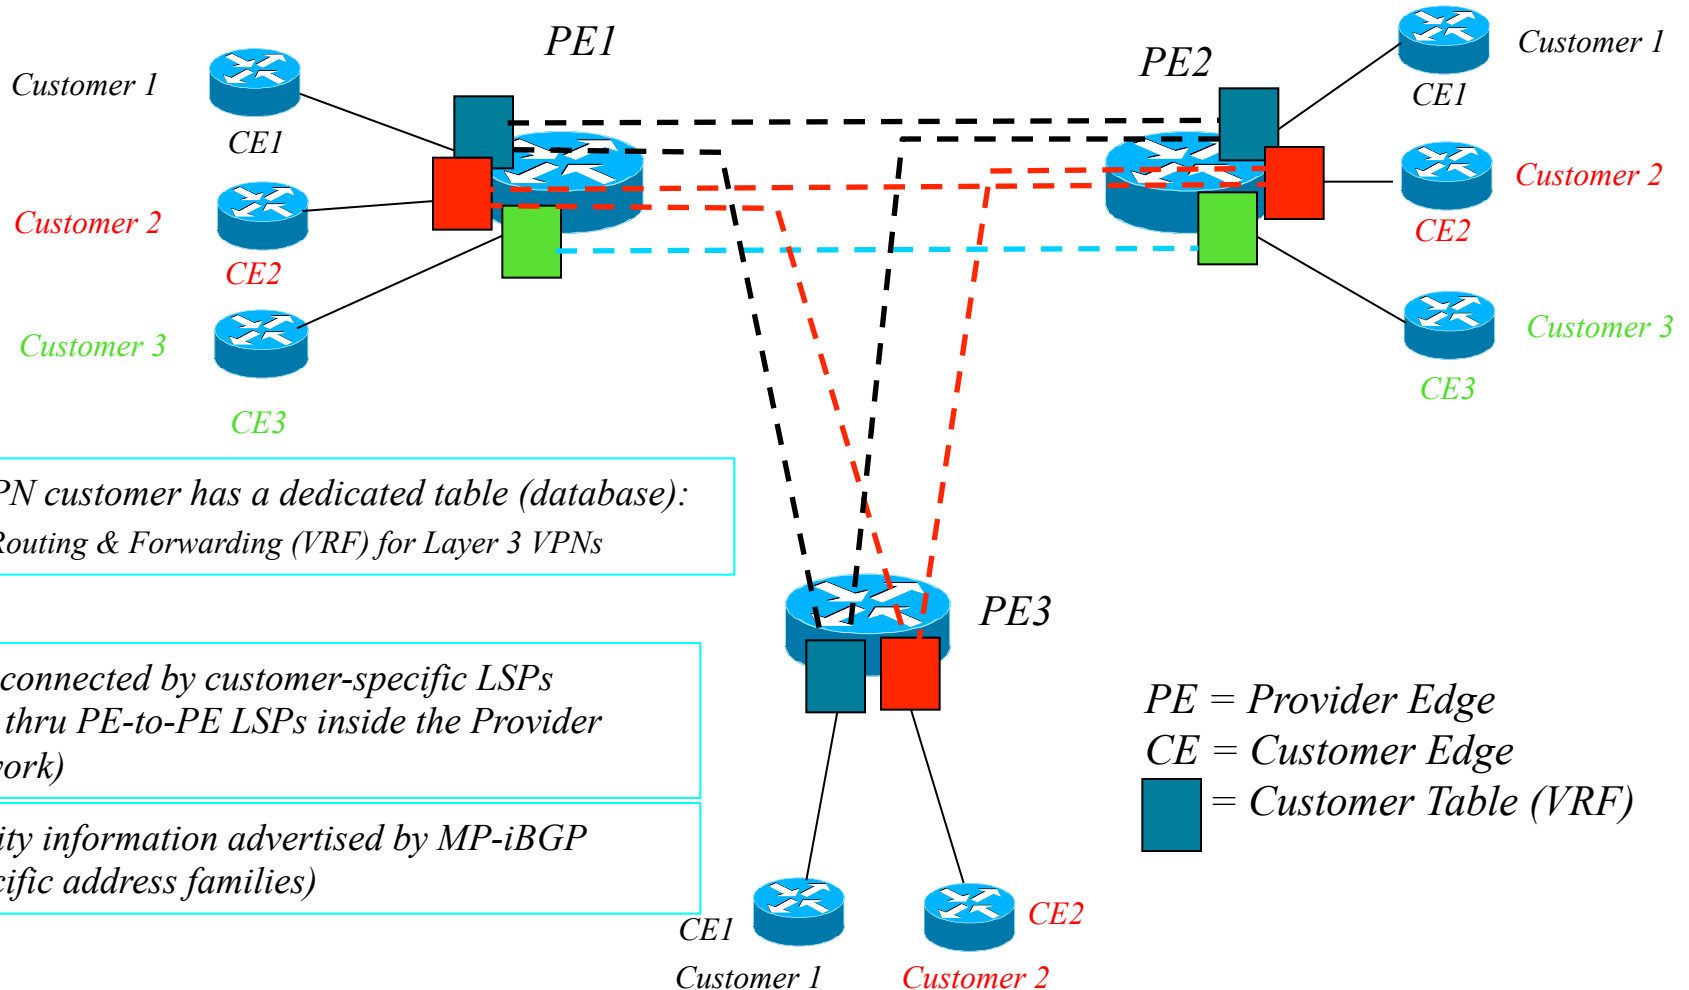 PE1
PE2
Customer 1
CE1
Customer 2
CE2
Customer 3
CE3
Customer 1
CE1
Customer 2
CE2
Customer 3
CE3
PN customer has a dedicated table (database):
Routing & Forwarding (VRF) for Layer 3 VPNs
connected by customer-specific LSPs
thru PE-to-PE LSPs inside the Provider
work)
ity information advertised by MP-iBGP
cific address families)
PE3
CE1
Customer 1
CE2
Customer 2
PE = Provider Edge
CE = Customer Edge
= Customer Table (VRF)